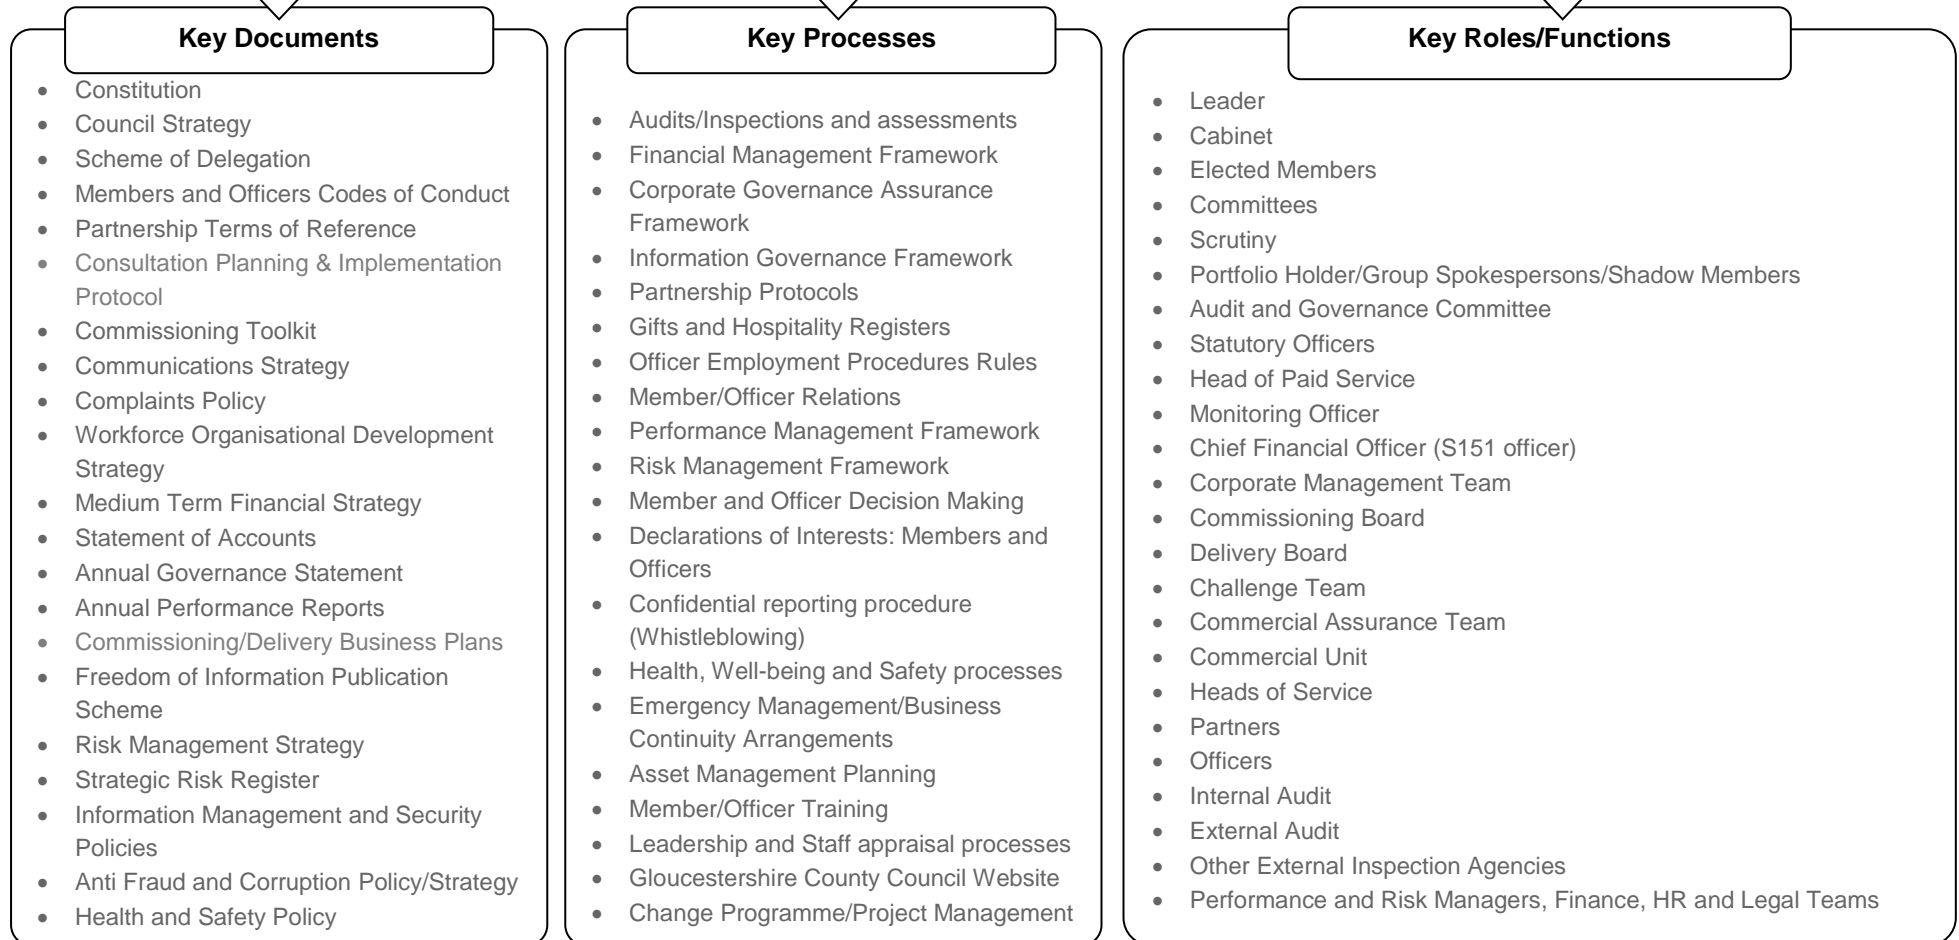 Key Documents
• Constitution
• Council Strategy
• Scheme of Delegation
• Members and Officers Codes of Conduct
• Partnership Terms of Reference
• Consultation Planning & Implementation
Protocol
• Commissioning Toolkit
• Communications Strategy
• Complaints Policy
• Workforce Organisational Development
Strategy
• Medium Term Financial Strategy
• Statement of Accounts
• Annual Governance Statement
• Annual Performance Reports
• Commissioning/Delivery Business Plans
• Freedom of Information Publication
Scheme
• Risk Management Strategy
• Strategic Risk Register
• Information Management and Security
Policies
• Anti Fraud and Corruption Policy/Strategy
• Health and Safety Policy
Key Processes
• Audits/Inspections and assessments
• Financial Management Framework
• Corporate Governance Assurance
Framework
• Information Governance Framework
• Partnership Protocols
• Gifts and Hospitality Registers
• Officer Employment Procedures Rules
• Member/Officer Relations
• Performance Management Framework
• Risk Management Framework
• Member and Officer Decision Making
• Declarations of Interests: Members and
Officers
• Confidential reporting procedure
(Whistleblowing)
• Health, Well-being and Safety processes
• Emergency Management/Business
Continuity Arrangements
• Asset Management Planning
• Member/Officer Training
• Leadership and Staff appraisal processes
• Gloucestershire County Council Website
• Change Programme/Project Management
Key Roles/Functions
• Leader
• Cabinet
• Elected Members
• Committees
• Scrutiny
• Portfolio Holder/Group Spokespersons/Shadow Members
• Audit and Governance Committee
• Statutory Officers
• Head of Paid Service
• Monitoring Officer
• Chief Financial Officer (S151 officer)
• Corporate Management Team
• Commissioning Board
• Delivery Board
• Challenge Team
• Commercial Assurance Team
• Commercial Unit
• Heads of Service
• Partners
• Officers
• Internal Audit
• External Audit
• Other External Inspection Agencies
• Performance and Risk Managers, Finance, HR and Legal Teams